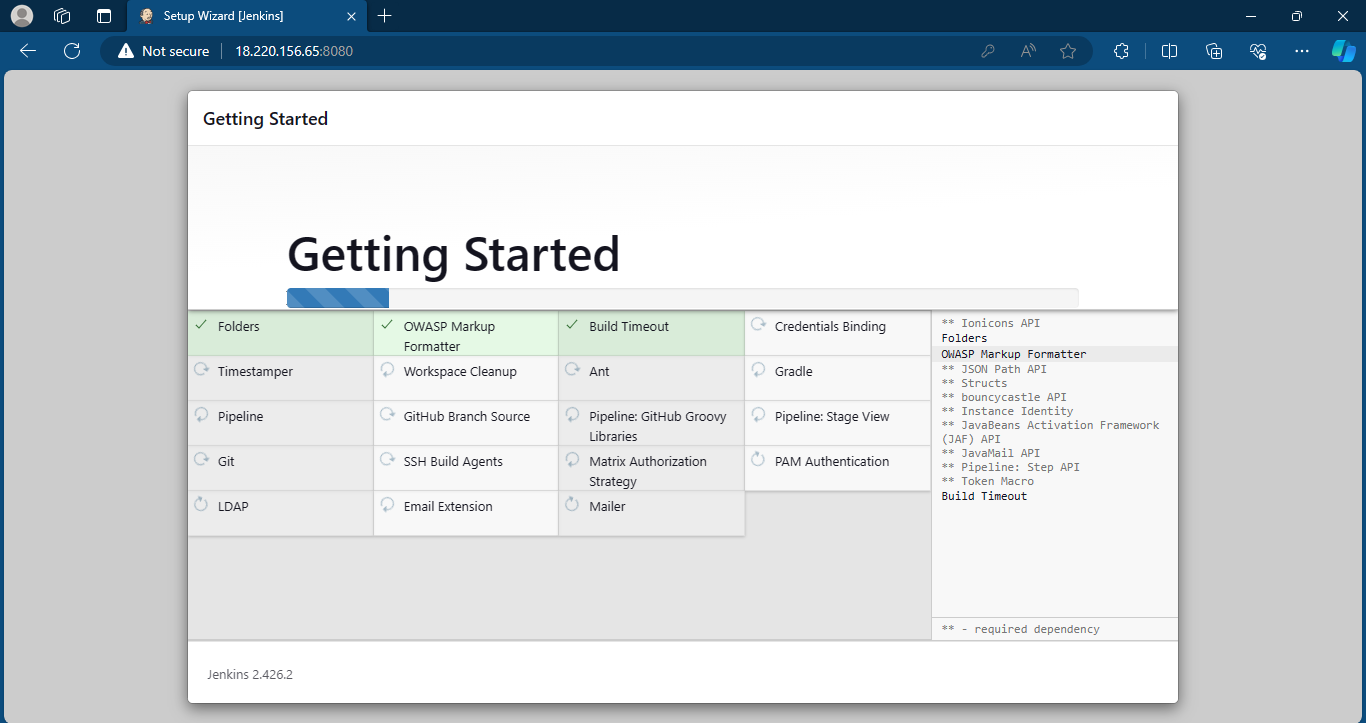 Setup Wizard [Jenkins]
Not secure
18.220.156.65:8080
Getting Started
Getting Started
Folders
OWASP Markup
Formatter
Build Timeout
Credentials Binding
Timestamper
Workspace Cleanup
Ant
Gradle
Pipeline
GitHub Branch Source
Pipeline: GitHub Groovy
Libraries
Pipeline: Stage View
Git
SSH Build Agents
Matrix Authorization
Strategy
PAM Authentication
LDAP
Email Extension
Mailer
** Ionicons API
Folders
OWASP Markup Formatter
** JSON Path API
** Structs
** bouncycastle API
** Instance Identity
** JavaBeans Activation Framework
(JAF) API
** JavaMail API
** Pipeline: Step API
** Token Macro
Build Timeout
** - required dependency
Jenkins 2.426.2